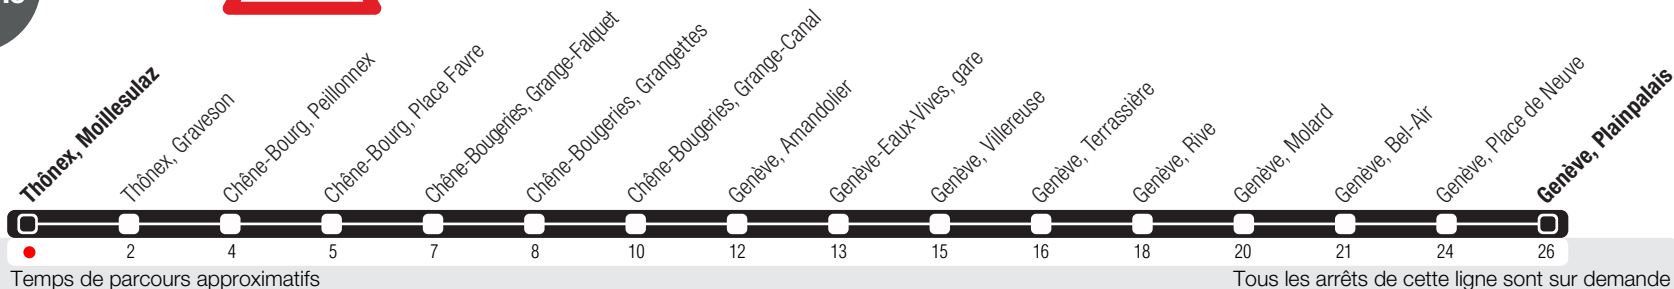 Thônex, Moillesulaz
Thônex, Graveson
Chêne-Bourg, Peillonnex
Chêne-Bourg, Place Favre
Chêne-Bougeries, Grange-Falquet
Chêne-Bougeries, Grangettes
Chêne-Bougeries, Grange-Canal
Genève, Amandolier
Genève-Eaux-Vives, gare
Genève, Villereuse
Genève, Terrassière
Genève, Rive
Genève, Molard
Genève, Bel-Air
Genève, Place de Neuve
Genève, Plainpalais
2 4 5 7 8 10 12 13 15 16 18 20 21 24 26
Temps de parcours approximatifs
Tous les arrêts de cette ligne sont sur demande